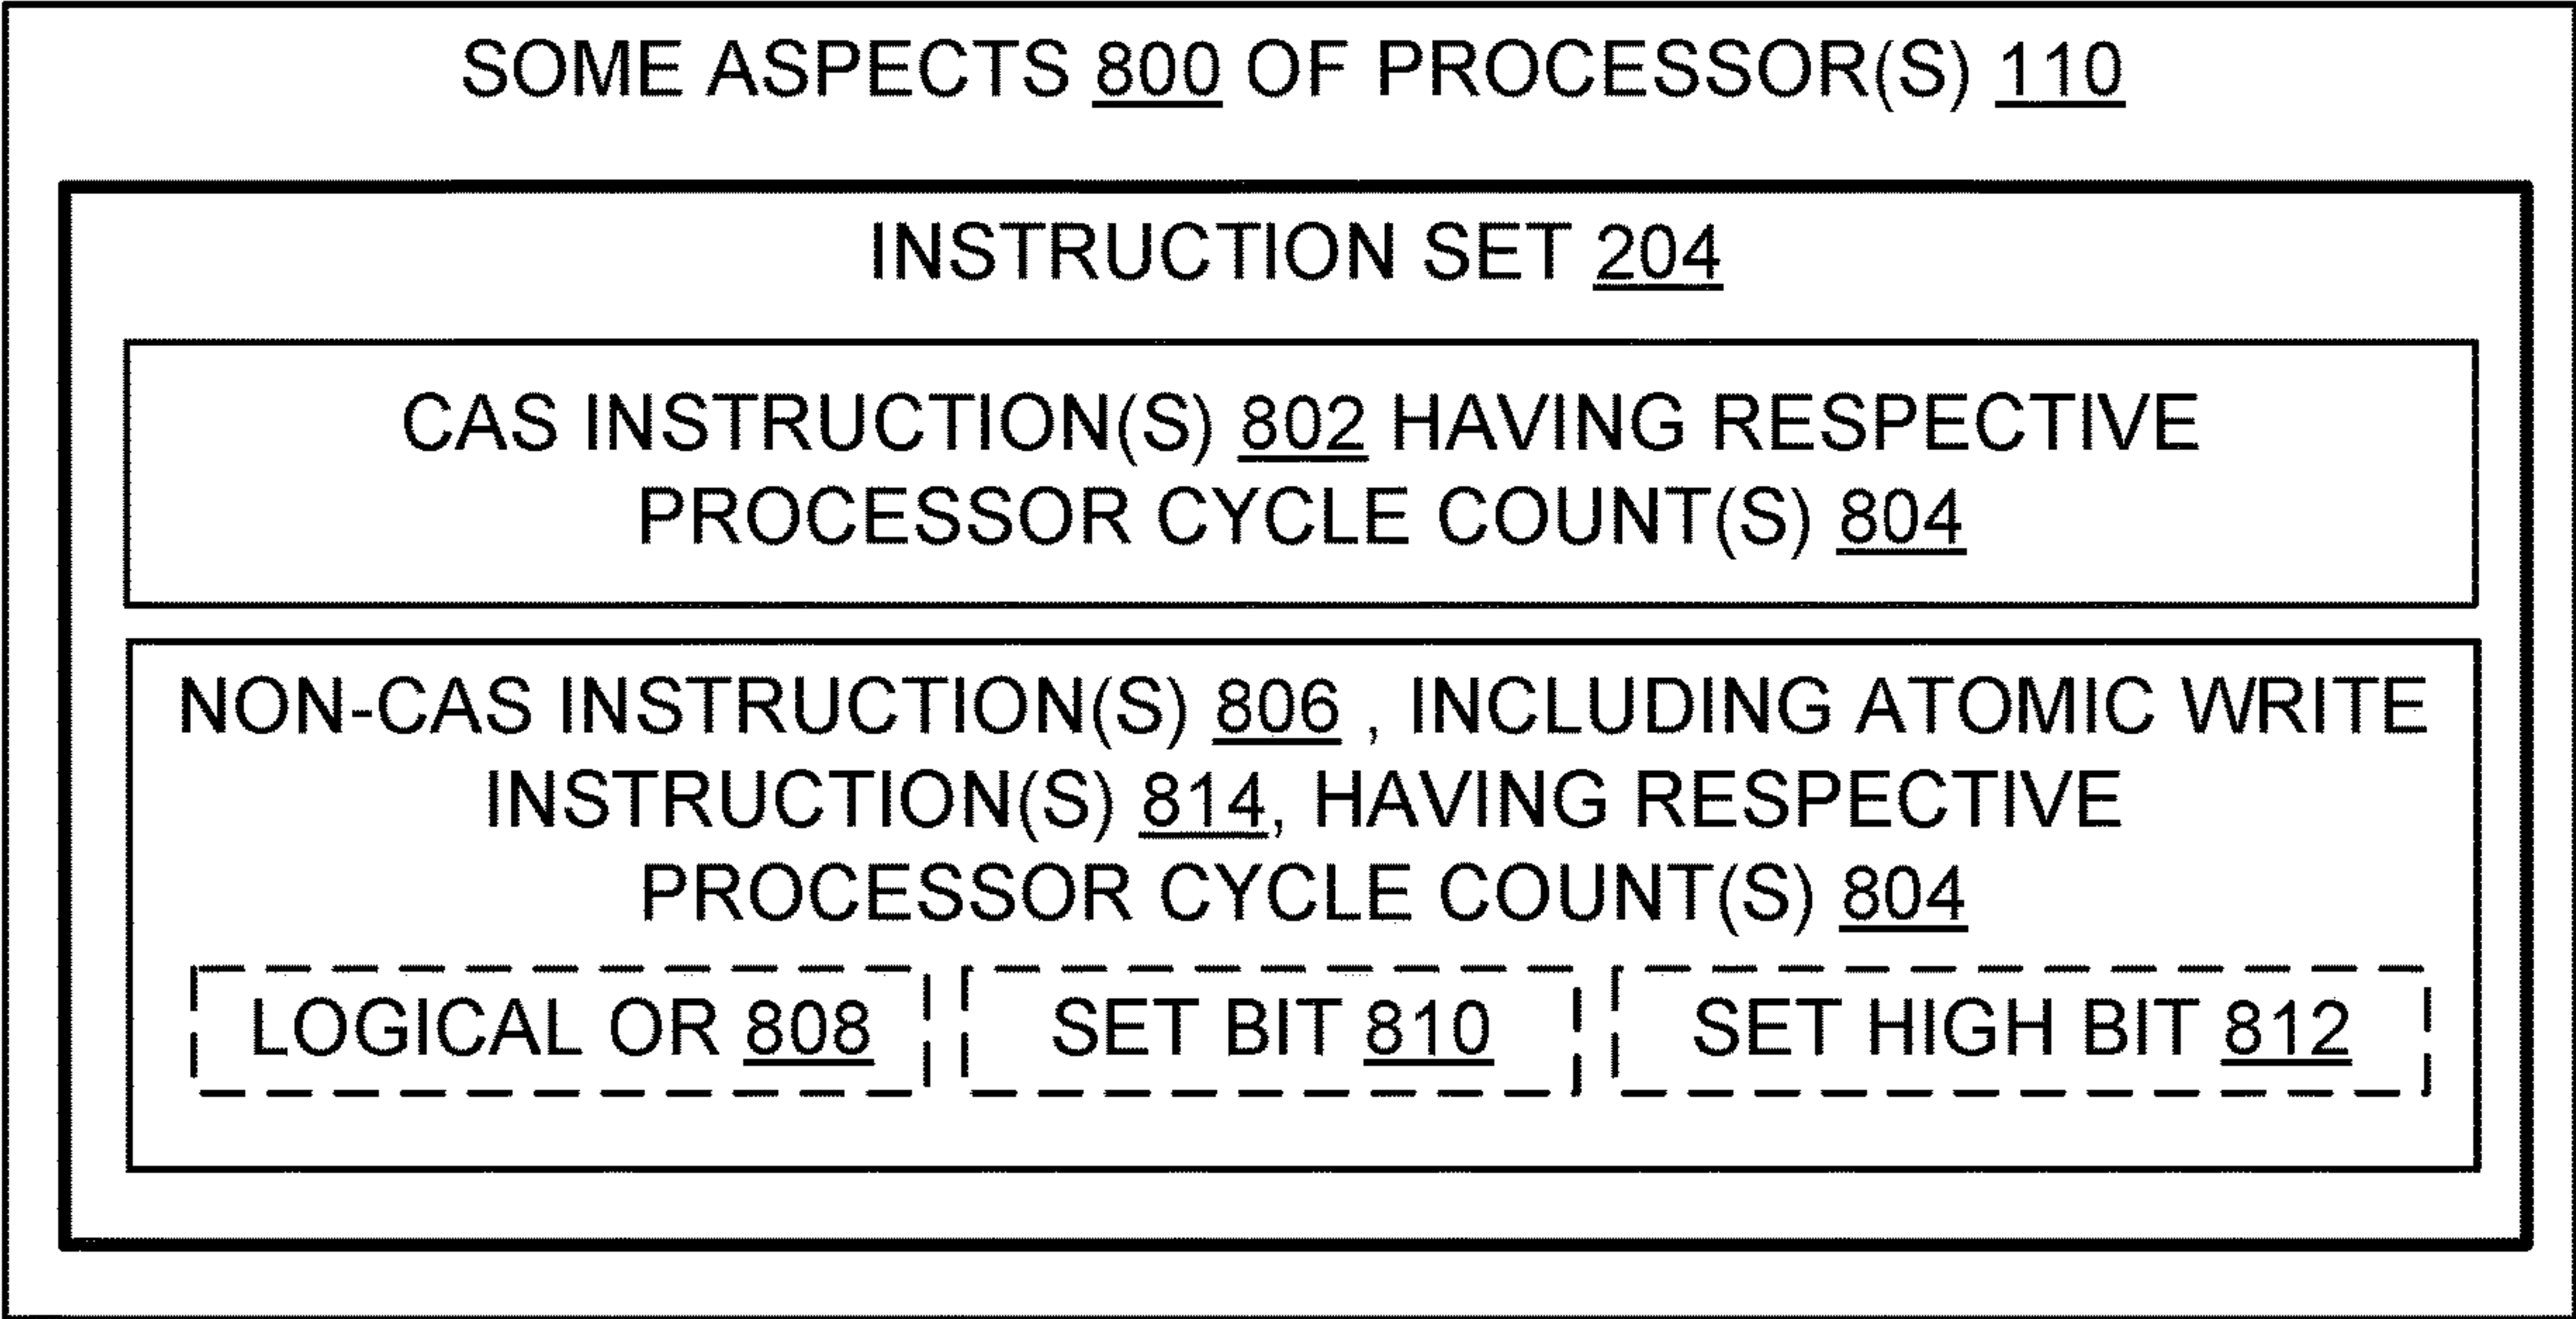 SOME ASPECTS 800 OF PROCESSOR(S) 110
INSTRUCTION SET 204
CAS INSTRUCTION(S) 802 HAVING RESPECTIVE
PROCESSOR CYCLE COUNT(S) 804
NON-CAS INSTRUCTION(S) 806 , INCLUDING ATOMIC WRITE
INSTRUCTION(S) 814, HAVING RESPECTIVE
PROCESSOR CYCLE COUNT(S) 804
LOGICAL OR 808
SET BIT 810
SET HIGH BIT 812